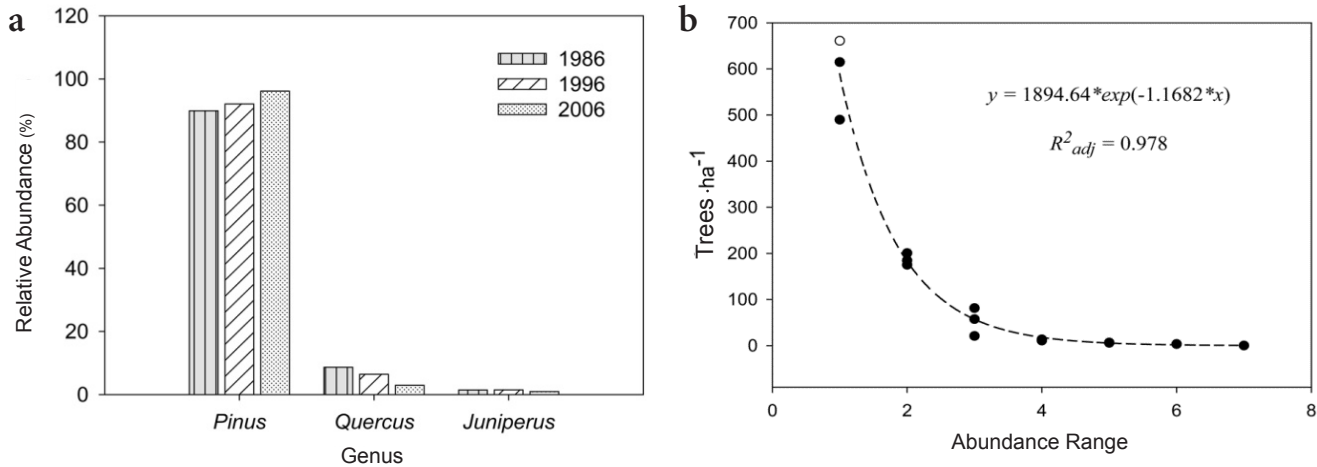 a
120
100
80
60
40
20
0
Relative Abundance (%)
1986
1996
2006
Pinus Quercus Juniperus
Genus
b
700
600
500
400
300
200
100
0
Trees·ha⁻¹
y = 1894.64*exp(-1.1682*x)
R²adj = 0.978
0 2 4 6 8
Abundance Range